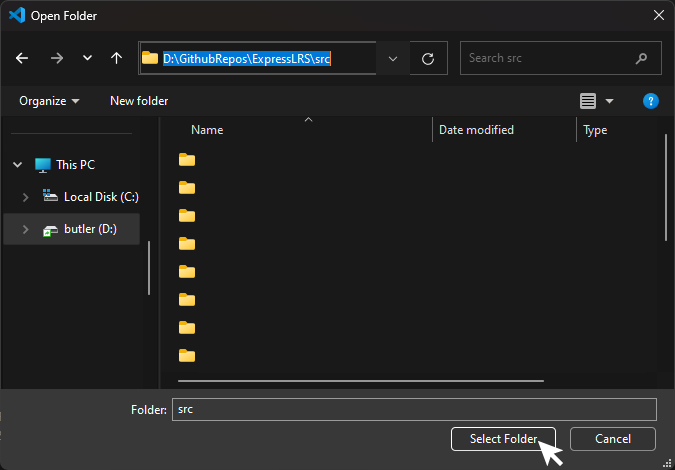 Open Folder
D:\GithubRepos\ExpressLRS\src
Search src
Organize
New folder
?
Name
Date modified
Type
This PC
Local Disk (C:)
butler (D:)
Folder:
src
Select Folder
Cancel